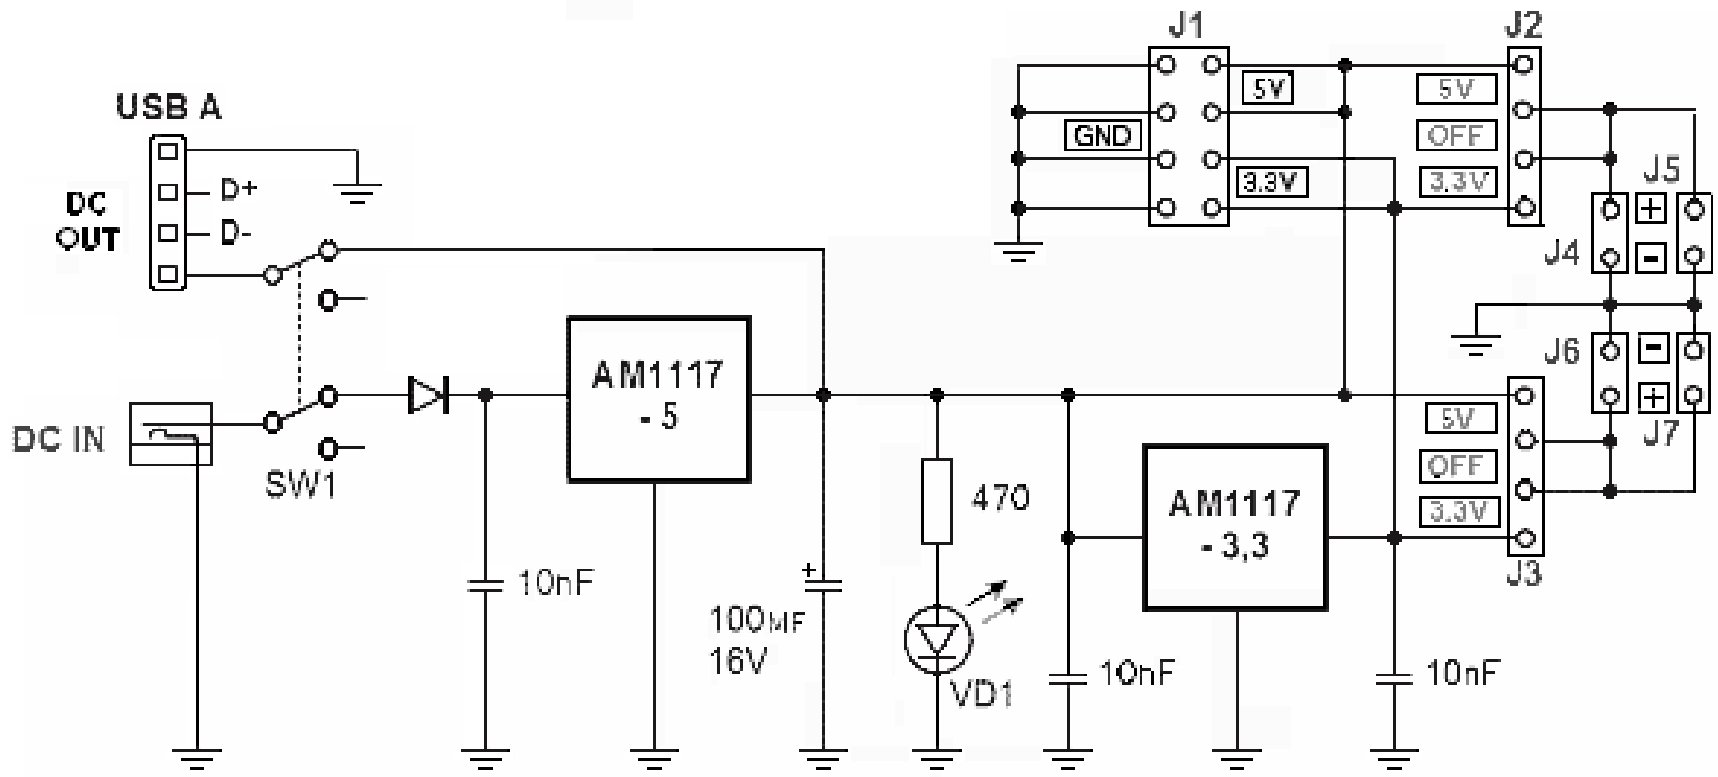 J1
J2
5V
5V
GND
OFF
3.3V
3.3V
USB A
DC
OUT
D+
D-
J5
+
J4
-
J6
-
+
J7
DC IN
SW1
AM1117
- 5
5V
OFF
3.3V
J3
470
AM1117
- 3,3
10nF
+
100MF
16V
VD1
10nF
10nF